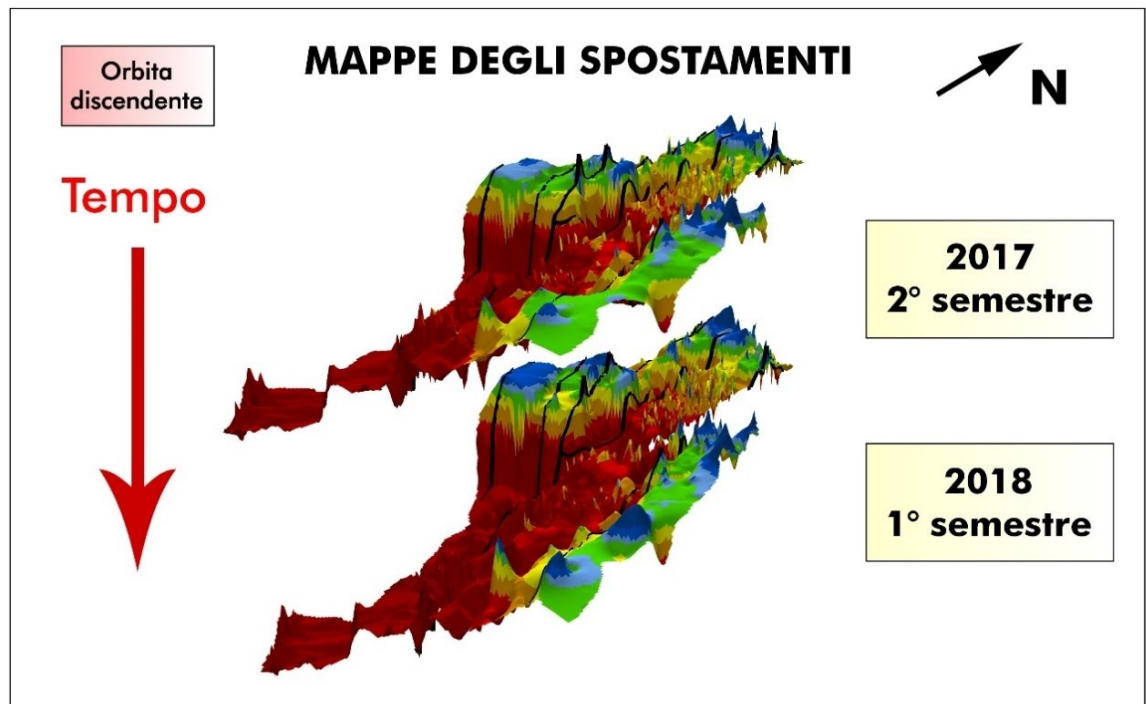 Orbita
discendente
MAPPE DEGLI SPOSTAMENTI
N
Tempo
2017
2° semestre
2018
1° semestre